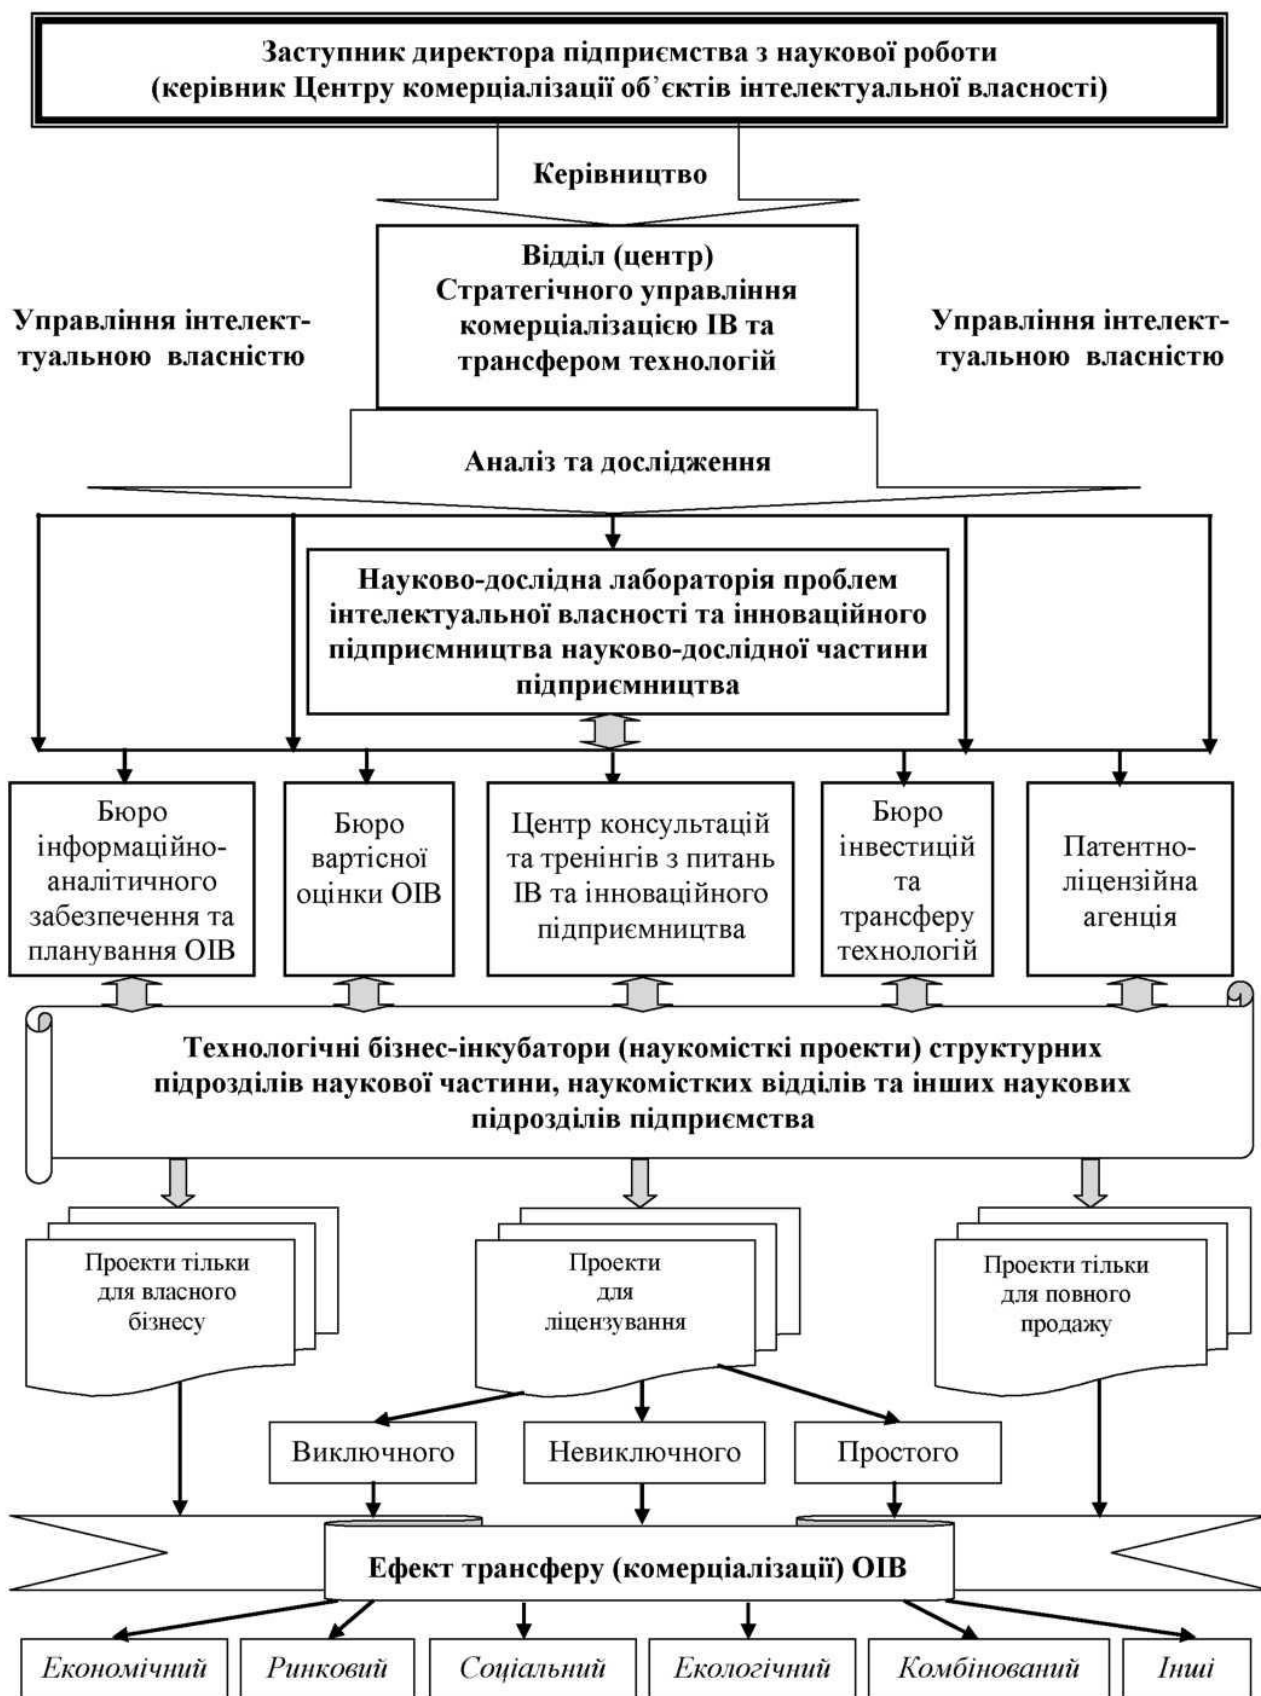 Заступник директора підприємства з наукової роботи
(керівник Центру комерціалізації об’єктів інтелектуальної власності)
Керівництво
Відділ (центр)
Стратегічного управління
комерціалізацією ІВ та
трансфером технологій
Управління інтелект-
туальною власністю
Управління інтелект-
туальною власністю
Аналіз та дослідження
Науково-дослідна лабораторія проблем
інтелектуальної власності та інноваційного
підприємництва науково-дослідної частини
підприємництва
Бюро
інформаційно-
аналітичного
забезпечення та
планування ОІВ
Бюро
вартісної
оцінки ОІВ
Центр консультацій
та тренінгів з питань
ІВ та інноваційного
підприємництва
Бюро
інвестицій
та
трансферу
технологій
Патентно-
ліцензійна
агенція
Технологічні бізнес-інкубатори (наукомісткі проекти) структурних
підрозділів наукової частини, наукомістких відділів та інших наукових
підрозділів підприємства
Проекти тільки
для власного
бізнесу
Проекти
для
ліцензування
Проекти тільки
для повного
продажу
Виключного
Невиключного
Простого
Ефект трансферу (комерціалізації) ОІВ
Економічний
Ринковий
Соціальний
Екологічний
Комбінований
Інші